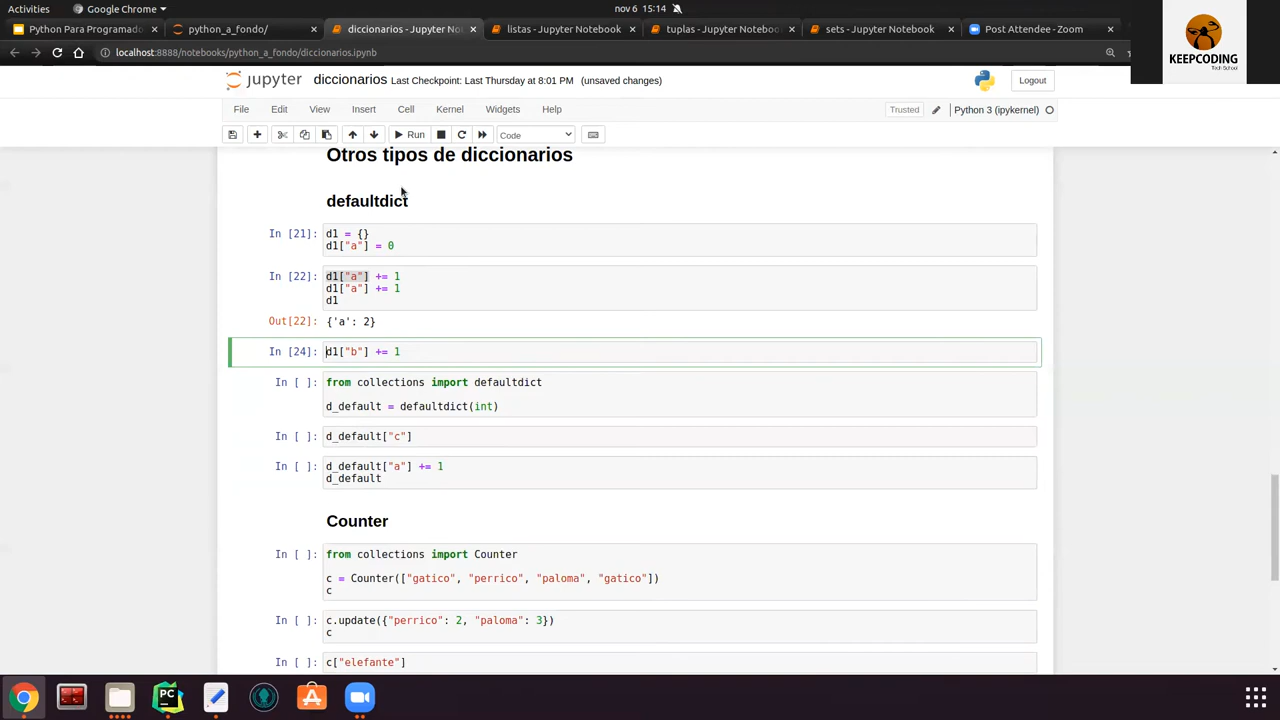 Activities
Google Chrome
nov 6 15:14
Python Para Programado
python_a_fondo/
diccionarios - Jupyter Not
listas - Jupyter Notebook
tuplas - Jupyter Noteboo
sets - Jupyter Notebook
Post Attendee - Zoom
localhost:8888/notebooks/python_a_fondo/diccionarios.ipynb
KEEPCODING
Tech School
jupyter diccionarios Last Checkpoint: Last Thursday at 8:01 PM (unsaved changes)
Logout
File Edit View Insert Cell Kernel Widgets Help
Trusted
Python 3 (ipykernel)
Run
Code
Otros tipos de diccionarios
defaultdict
In [21]: d1 = {}
d1["a"] = 0
In [22]: d1["a"] += 1
d1["a"] += 1
d1
Out[22]: {'a': 2}
In [24]: d1["b"] += 1
In [ ]: from collections import defaultdict
d_default = defaultdict(int)
In [ ]: d_default["c"]
In [ ]: d_default["a"] += 1
d_default
Counter
In [ ]: from collections import Counter
c = Counter(["gatico", "perrico", "paloma", "gatico"])
c
In [ ]: c.update({"perrico": 2, "paloma": 3})
c
In [ ]: c["elefante"]
PC